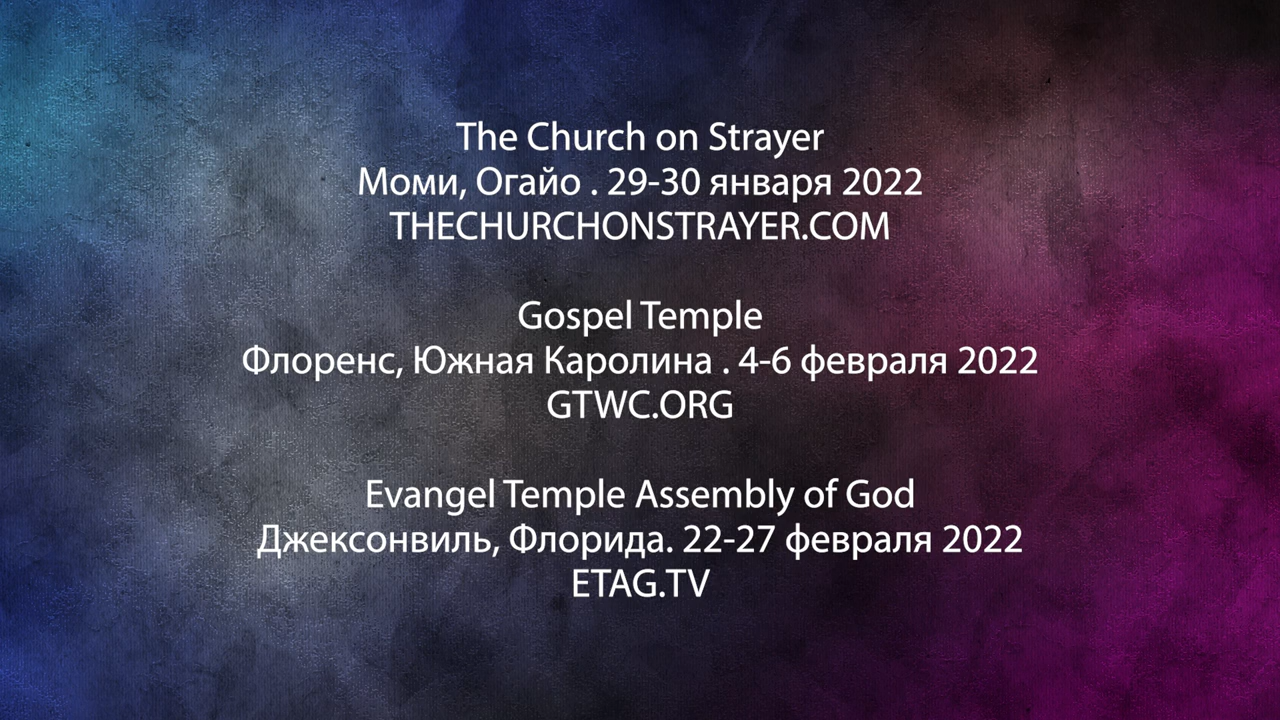 The Church on Strayer
Моми, Огайо . 29-30 января 2022
THECHURCHONSTRAYER.COM
Gospel Temple
Флоренс, Южная Каролина . 4-6 февраля 2022
GTWC.ORG
Evangel Temple Assembly of God
Джексонвиль, Флорида. 22-27 февраля 2022
ETAG.TV